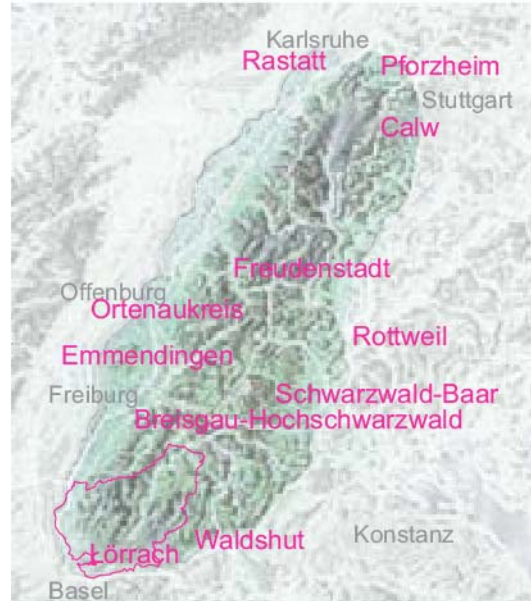 Karlsruhe
Rastatt
Pforzheim
Stuttgart
Calw
Freudenstadt
Offenburg
Ortenaukreis
Rottweil
Emmendingen
Freiburg
Schwarzwald-Baar
Breisgau-Hochschwarzwald
Waldshut
Konstanz
Lörrach
Basel